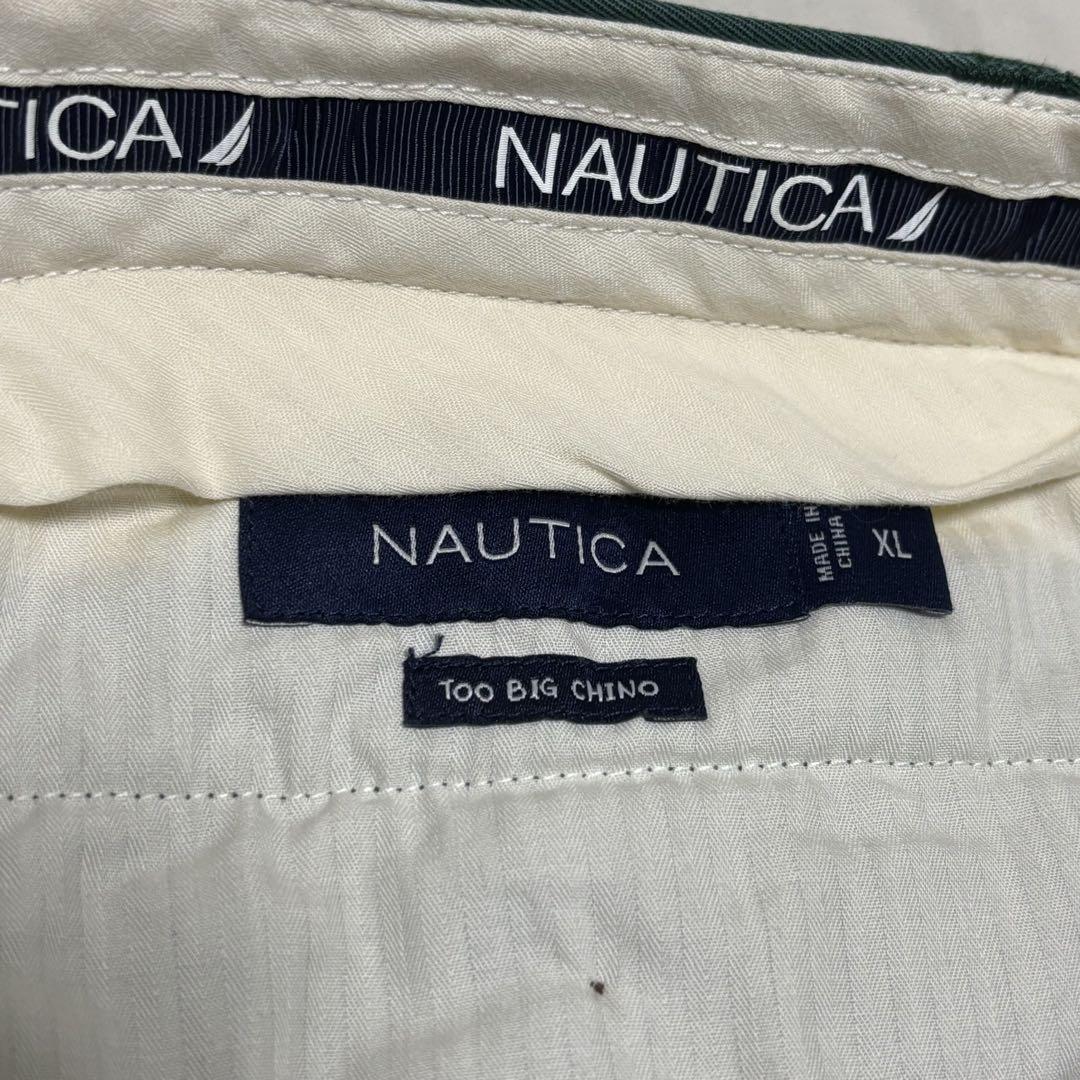 TICA
NAUTICA
NAUTICA
MADE IN
CHINA
XL
TOO BIG CHINO